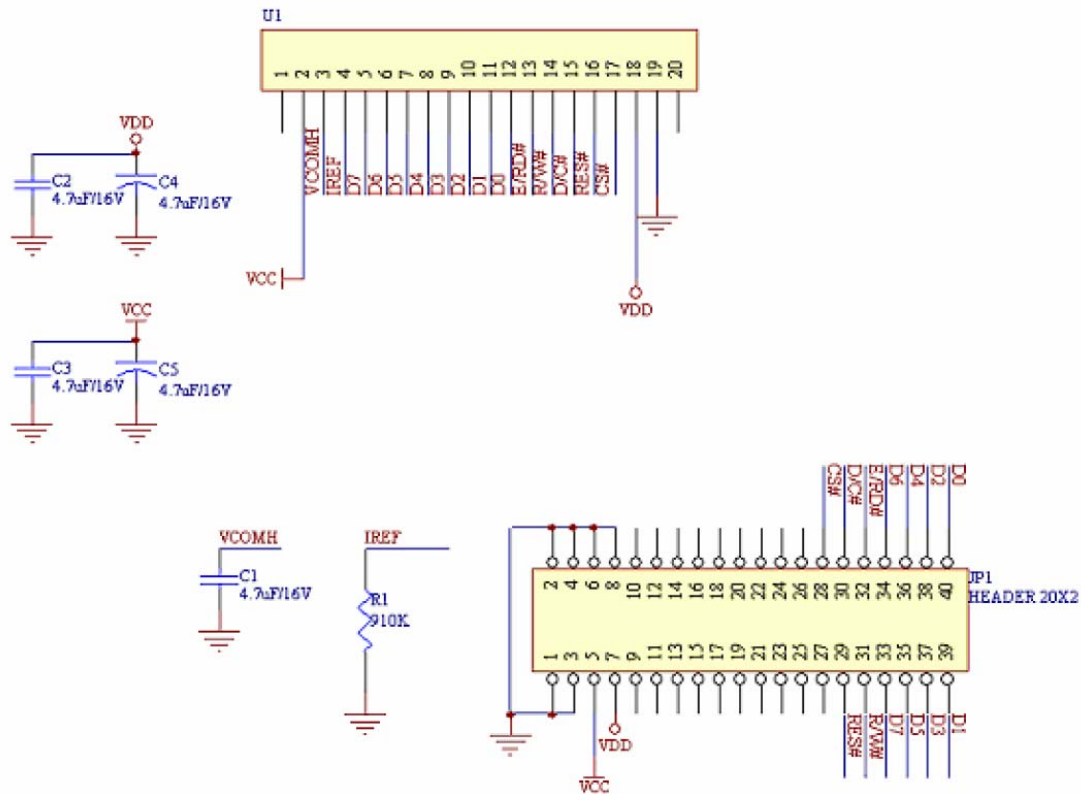 U1
1 2 3 4 5 6 7 8 9 10 11 12 13 14 15 16 17 18 19 20
VCOMH IREF D7 D6 D5 D4 D3 D2 D1 D0 E/RD# R/W# D/C# RES# CS#
VDD
C2
4.7uF/16V
C4
4.7uF/16V
VCC
VDD
VCC
C3
4.7uF/16V
C5
4.7uF/16V
CS# D/C# E/RD# D6 D4 D2 D0
VCOMH
C1
4.7uF/16V
IREF
R1
910K
2 4 6 8 10 12 14 16 18 20 22 24 26 28 30 32 34 36 38 40
JP1
HEADER 20X2
1 3 5 7 9 11 13 15 17 19 21 23 25 27 29 31 33 35 37 39
VDD
VCC
RES# R/W# D7 D5 D3 D1